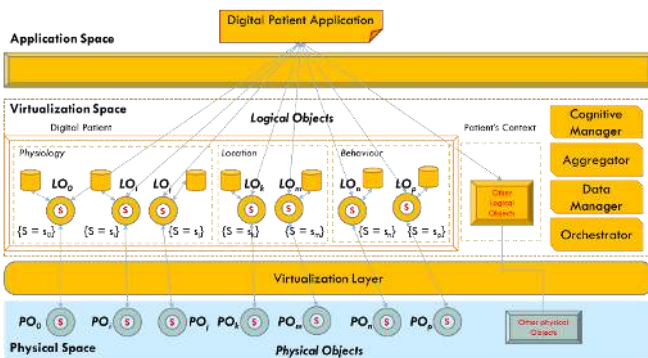 Digital Patient Application
Application Space
Virtualization Space
Logical Objects
Digital Patient
Patient's Context
Cognitive Manager
Physiology
Location
Behaviour
Aggregator
LO₀ LOᵢ LOⱼ LOₖ LOₘ LOₙ LOₚ
S S S S S S S
Other Logical Objects
Data Manager
{S = s₀} {S = sᵢ} {S = sⱼ} {S = sₖ} {S = sₘ} {S = sₙ} {S = sₚ}
Orchestrator
Virtualization Layer
PO₀ S POᵢ S S POⱼ POₖ S POₘ S POₙ S POₚ S
Other physical Objects
Physical Space
Physical Objects